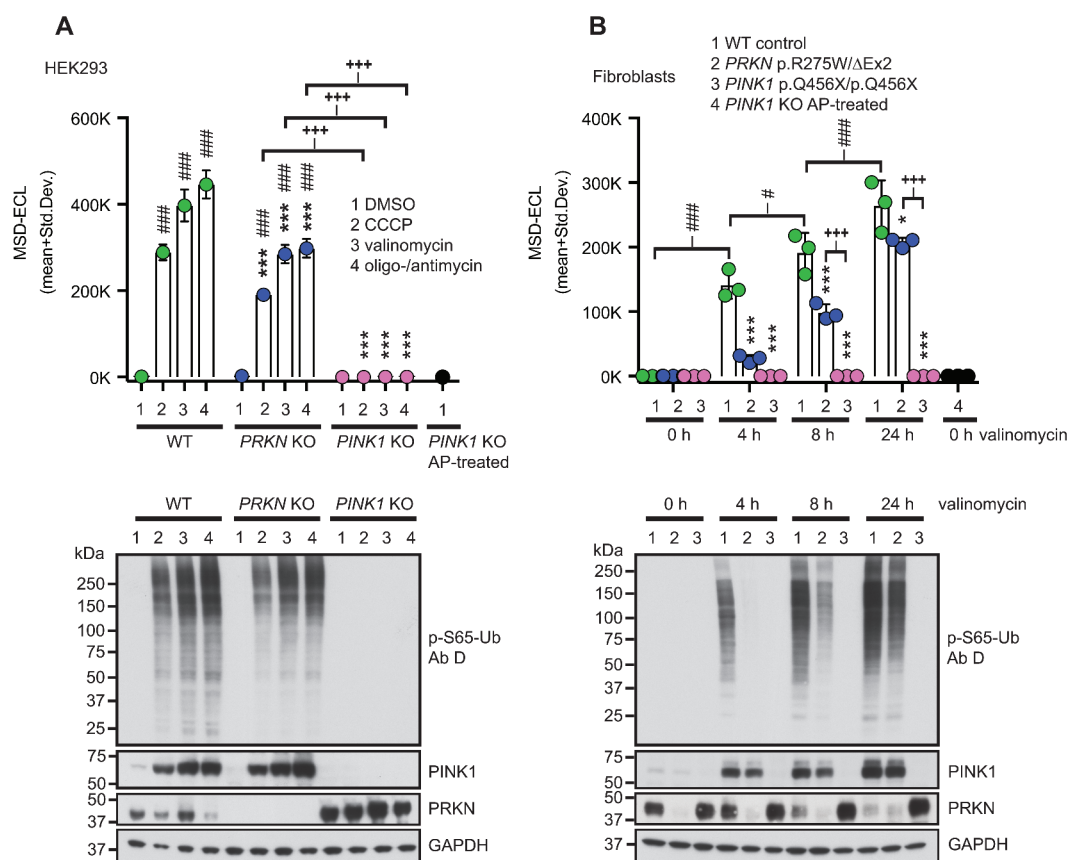 A
HEK293
+++
+++
+++
600K
400K
200K
0K
MSD-ECL
(mean+Std.Dev.)
###
###
###
###
***
###
***
###
***
***
***
***
1 DMSO
2 CCCP
3 valinomycin
4 oligo-/antimycin
1 2 3 4 1 2 3 4 1 2 3 4 1
WT PRKN KO PINK1 KO PINK1 KO
AP-treated
B
Fibroblasts
1 WT control
2 PRKN p.R275W/ΔEx2
3 PINK1 p.Q456X/p.Q456X
4 PINK1 KO AP-treated
400K
300K
200K
100K
0K
MSD-ECL
(mean+Std.Dev.)
###
#
###
+++
+++
***
***
***
***
*
***
1 2 3 1 2 3 1 2 3 1 2 3 4
0 h 4 h 8 h 24 h 0 h valinomycin
WT PRKN KO PINK1 KO
1 2 3 4 1 2 3 4 1 2 3 4
kDa
250
150
100
75
50
37
25
p-S65-Ub
Ab D
75
50
PINK1
50
37
PRKN
37
GAPDH
0 h 4 h 8 h 24 h valinomycin
1 2 3 1 2 3 1 2 3 1 2 3
kDa
250
150
100
75
50
37
25
p-S65-Ub
Ab D
75
50
PINK1
50
37
PRKN
37
GAPDH